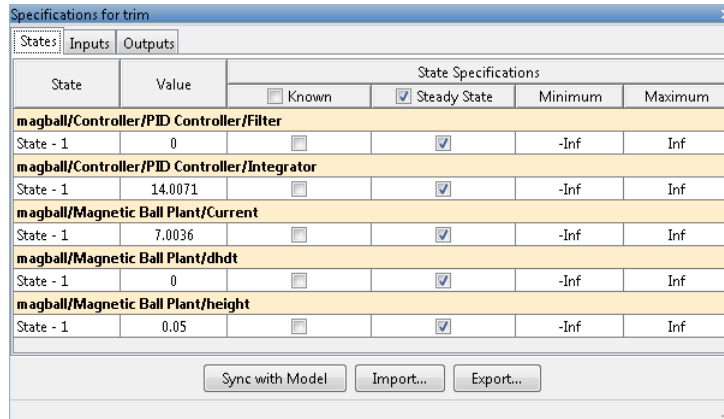 Specifications for trim
States Inputs Outputs
State Value State Specifications
Known Steady State Minimum Maximum
magball/Controller/PID Controller/Filter
State - 1 0 -Inf Inf
magball/Controller/PID Controller/Integrator
State - 1 14.0071 -Inf Inf
magball/Magnetic Ball Plant/Current
State - 1 7.0036 -Inf Inf
magball/Magnetic Ball Plant/dhdt
State - 1 0 -Inf Inf
magball/Magnetic Ball Plant/height
State - 1 0.05 -Inf Inf
Sync with Model Import... Export...